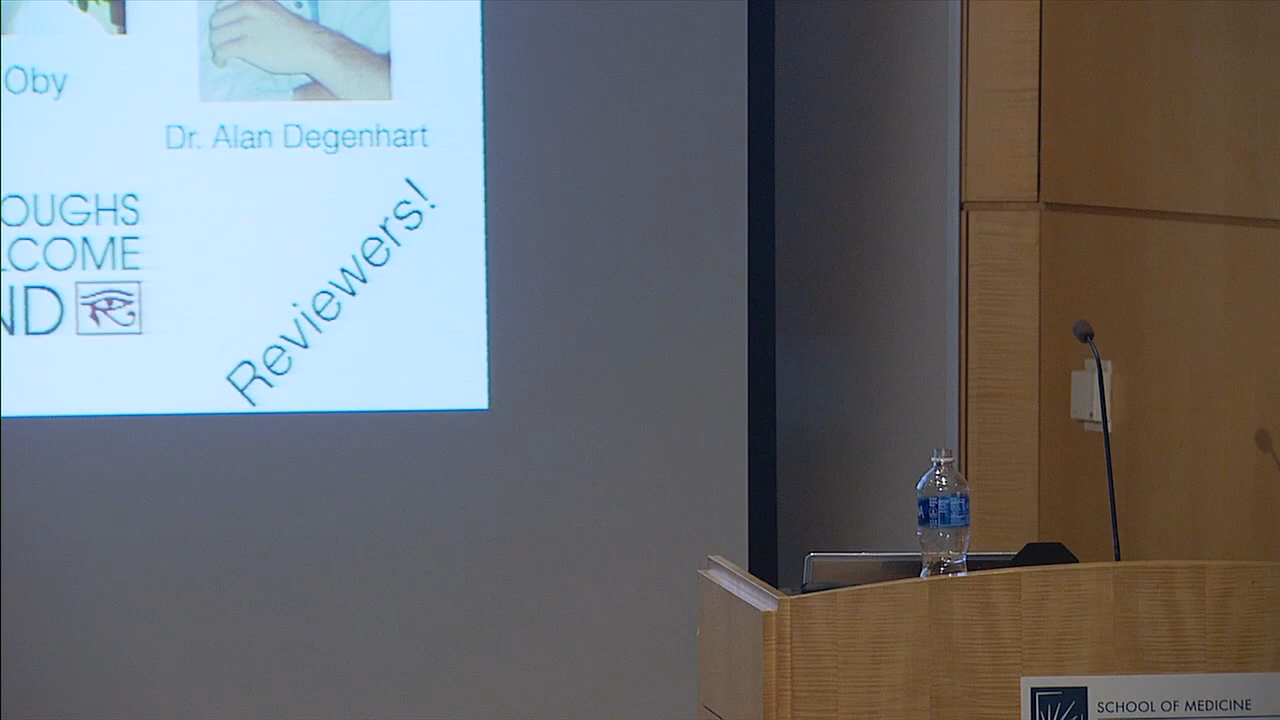 Oby
Dr. Alan Degenhart
OUGHS
LCOME
ND
Reviewers!
SCHOOL OF MEDICINE